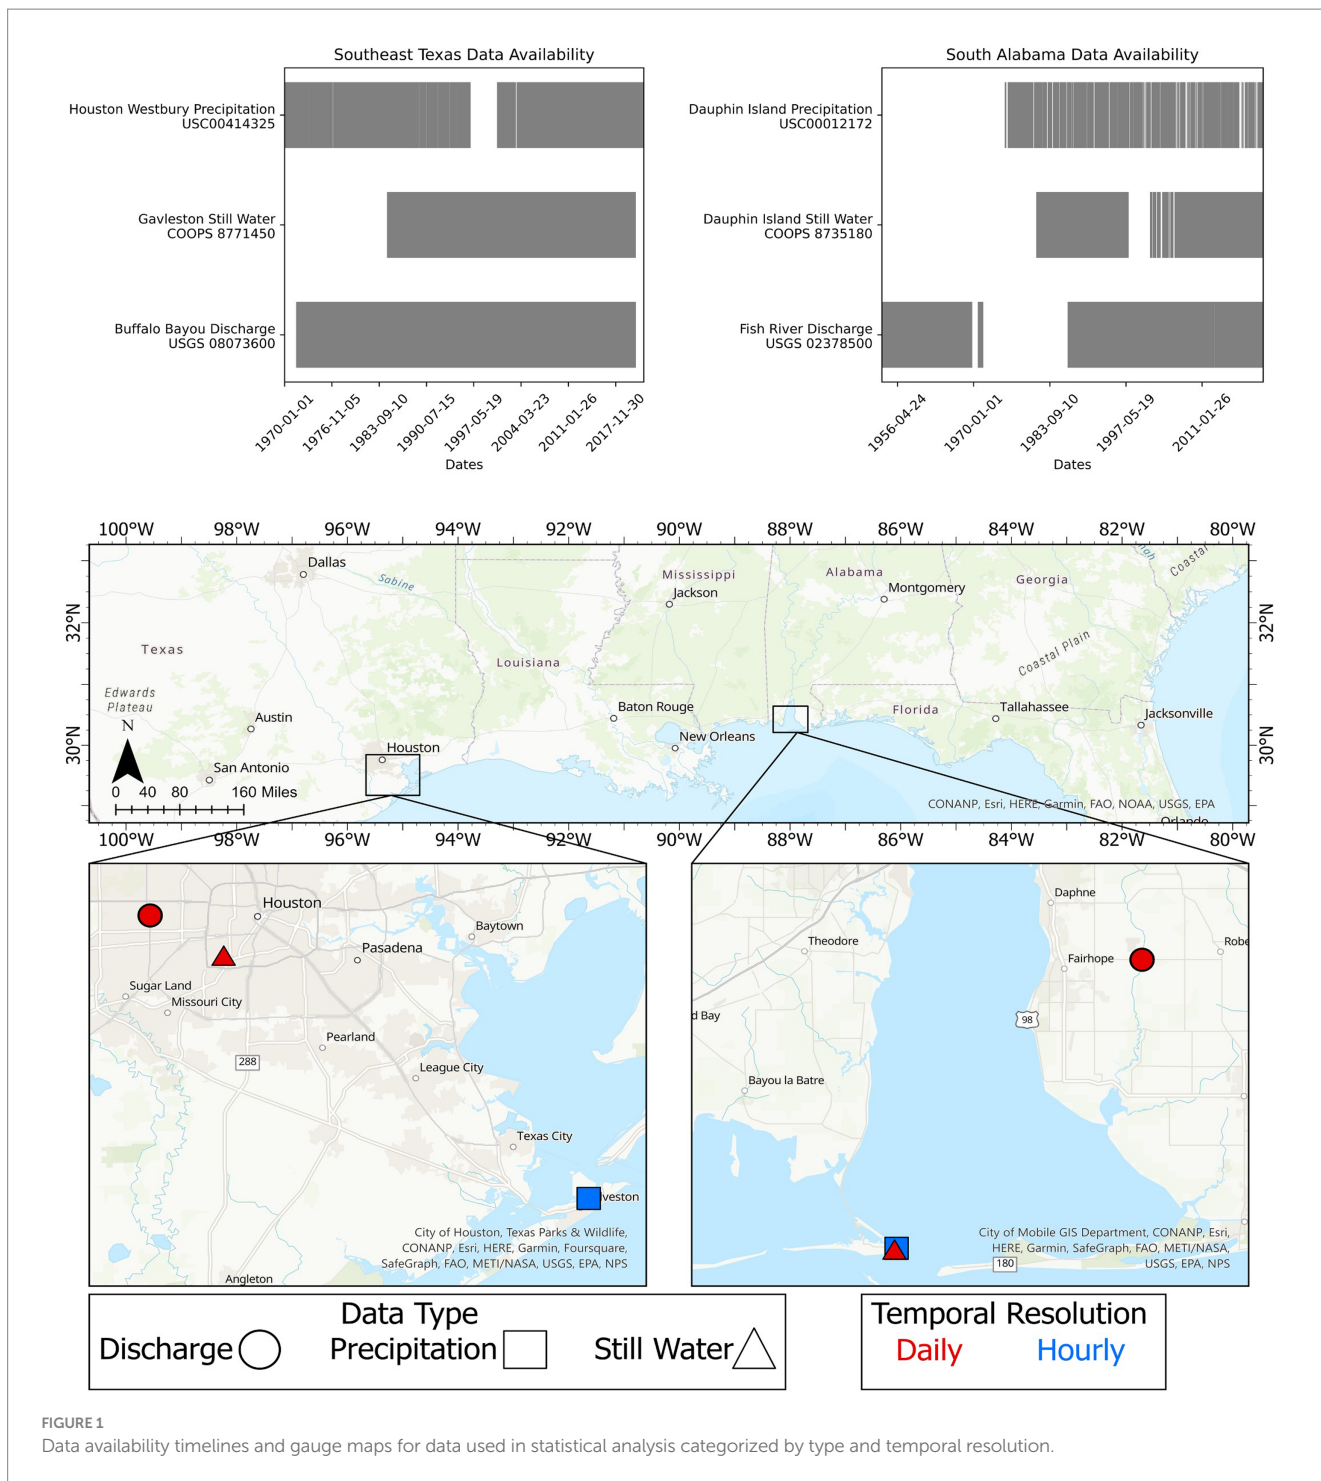 Southeast Texas Data Availability
Houston Westbury Precipitation
USC00414325
Gavleston Still Water
COOPS 8771450
Buffalo Bayou Discharge
USGS 08073600
1970-01-01
1976-11-05
1983-09-10
1990-07-15
1997-05-19
2004-03-23
2011-01-26
2017-11-30
Dates
South Alabama Data Availability
Dauphin Island Precipitation
USC00012172
Dauphin Island Still Water
COOPS 8735180
Fish River Discharge
USGS 02378500
1956-04-24
1970-01-01
1983-09-10
1997-05-19
2011-01-26
Dates
100°W 98°W 96°W 94°W 92°W 90°W 88°W 86°W 84°W 82°W 80°W
32°N
30°N
32°N
30°N
Dallas
Sabine
Mississippi
Jackson
Alabama
Montgomery
Georgia
nah
Coastal
Texas
Louisiana
Coastal Plain
Edwards
Plateau
N
Austin
Baton Rouge
Florida
Tallahassee
Jacksonville
New Orleans
Houston
San Antonio
0 40 80 160 Miles
CONANP, Esri, HERE, Garmin, FAO, NOAA, USGS, EPA
Orlando
100°W 98°W 96°W 94°W 92°W 90°W 88°W 86°W 84°W 82°W 80°W
Houston
Baytown
Pasadena
Sugar Land
Missouri City
Pearland
288
League City
Texas City
veston
City of Houston, Texas Parks & Wildlife,
CONANP, Esri, HERE, Garmin, Foursquare,
SafeGraph, FAO, METI/NASA, USGS, EPA, NPS
Angleton
Daphne
Theodore
Robe
Fairhope
d Bay
98
Bayou la Batre
City of Mobile GIS Department, CONANP, Esri,
HERE, Garmin, SafeGraph, FAO, METI/NASA,
USGS, EPA, NPS
180
Data Type
Discharge Precipitation Still Water
Temporal Resolution
Daily Hourly
FIGURE 1
Data availability timelines and gauge maps for data used in statistical analysis categorized by type and temporal resolution.